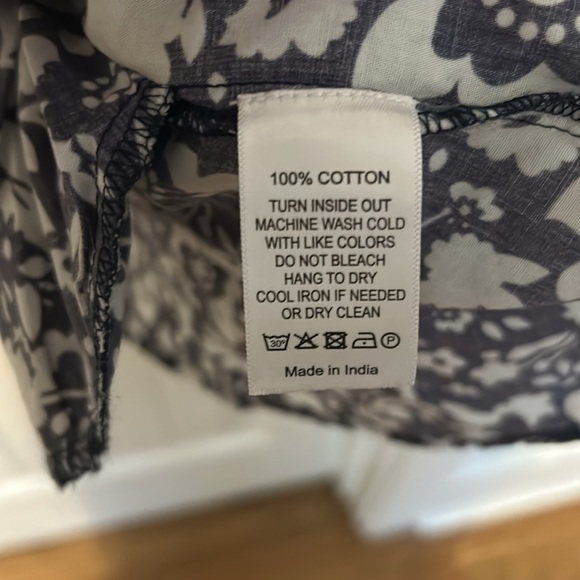 100% COTTON
TURN INSIDE OUT
MACHINE WASH COLD
WITH LIKE COLORS
DO NOT BLEACH
HANG TO DRY
COOL IRON IF NEEDED
OR DRY CLEAN
30° P
Made in India